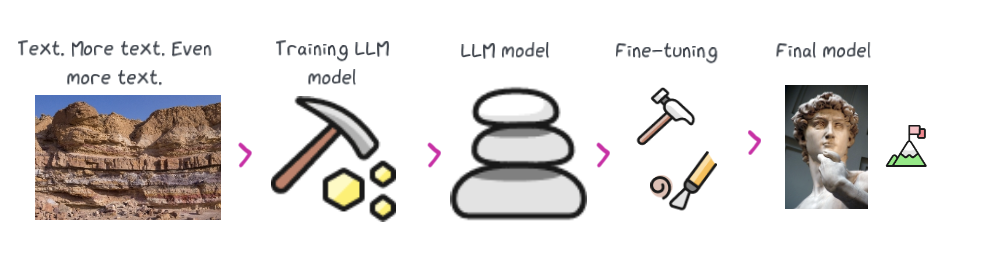 Text. More text. Even
more text.
Training LLM
model
LLM model
Fine-tuning
Final model